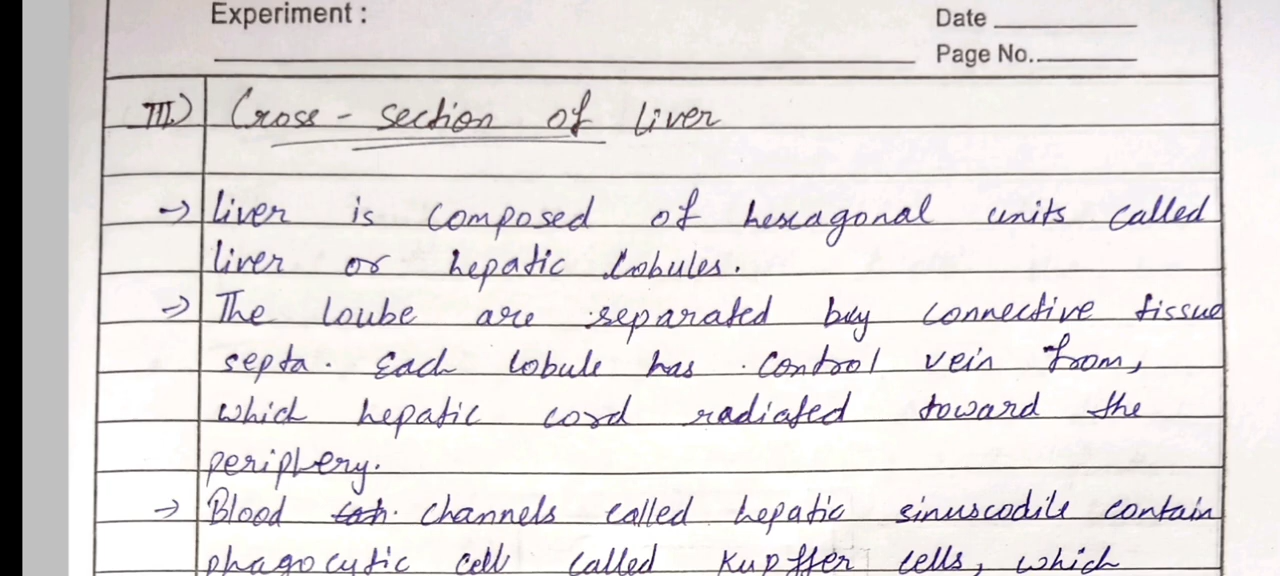 Experiment :
Date
Page No.
III.) Cross - section of liver
→ liver is composed of hexagonal units called
liver or hepatic lobules.
→ The loube are separated buy connective tissue
septa. Each lobule has control vein from,
which hepatic cord radiated toward the
periphery.
→ Blood channels called hepatic sinuscodile contain
phagocytic cell called Kupffer cells, which